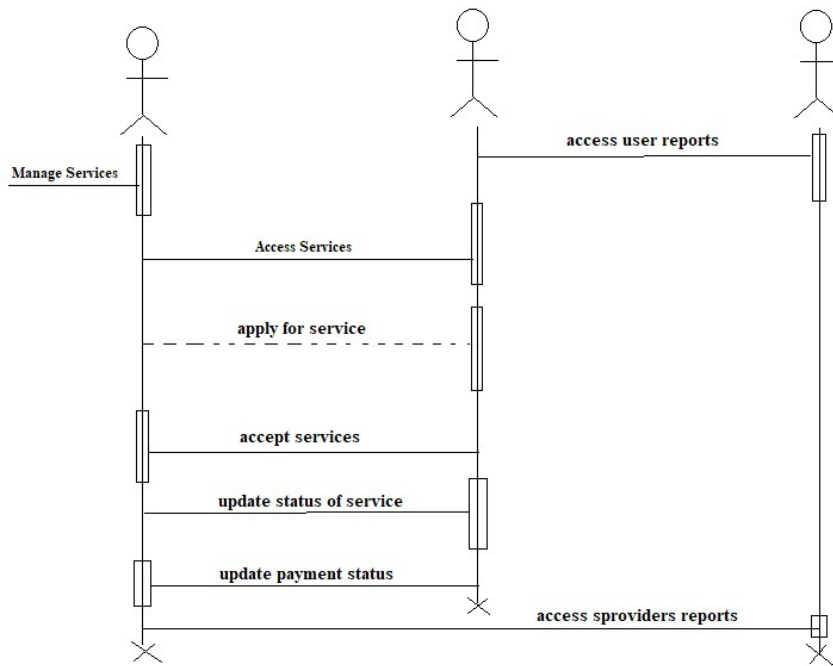 access user reports
Manage Services
Access Services
apply for service
accept services
update status of service
update payment status
access sproviders reports